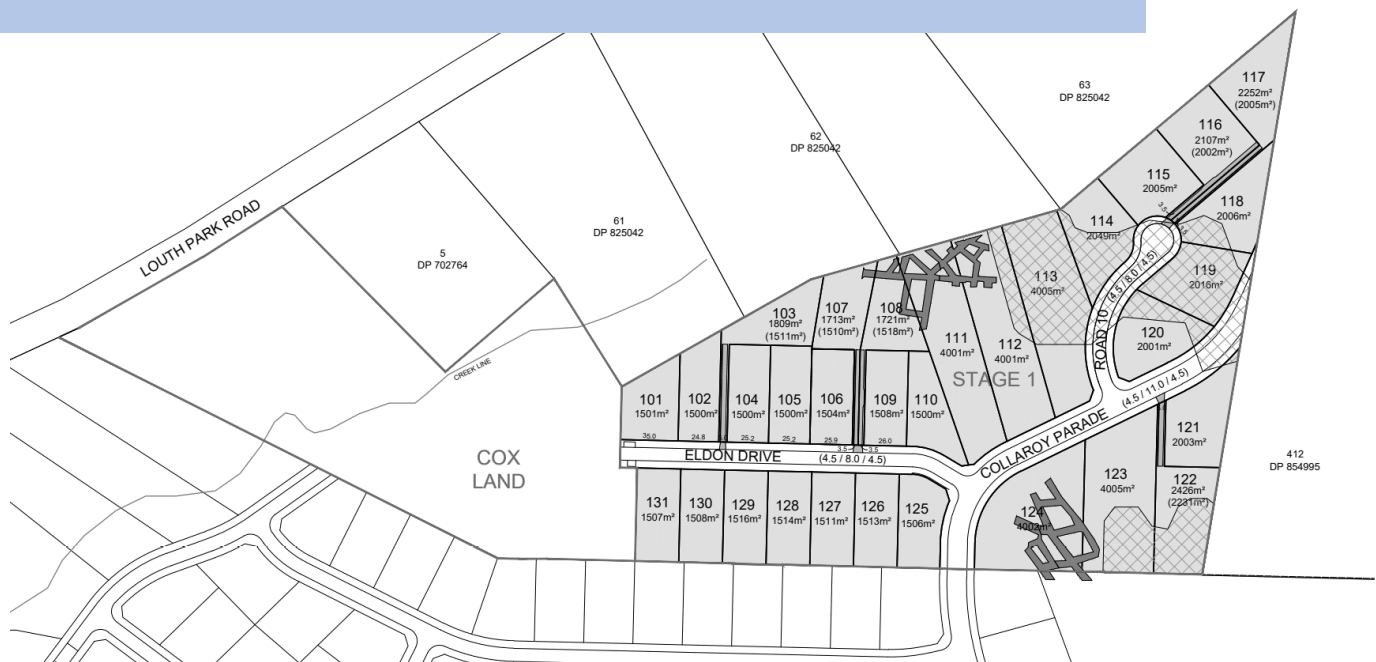 LOUTH PARK ROAD
5
DP 702764
61
DP 825042
62
DP 825042
63
DP 825042
CREEK LINE
COX
LAND
STAGE 1
101
1501m²
102
1500m²
103
1809m²
(1511m²)
104
1500m²
105
1500m²
106
1504m²
107
1713m²
(1510m²)
108
1721m²
(1518m²)
109
1508m²
110
1500m²
111
4001m²
112
4001m²
113
4005m²
114
2049m²
115
2005m²
116
2107m²
(2002m²)
117
2252m²
(2005m²)
118
2006m²
119
2016m²
120
2001m²
121
2003m²
122
2426m²
(2231m²)
123
4005m²
124
4002m²
125
1506m²
126
1513m²
127
1511m²
128
1514m²
129
1516m²
130
1508m²
131
1507m²
35.0
24.8
25.2
25.2
25.9
3.5
3.5
26.0
3.5
3.5
ELDON DRIVE
(4.5 / 8.0 / 4.5)
COLLAROY PARADE
(4.5 / 11.0 / 4.5)
ROAD 10
(4.5 / 8.0 / 4.5)
412
DP 854995